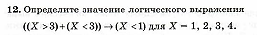 12. Определите значение логического выражения
((X >3)+(X < 3)) → (X <1) для X = 1, 2, 3, 4.